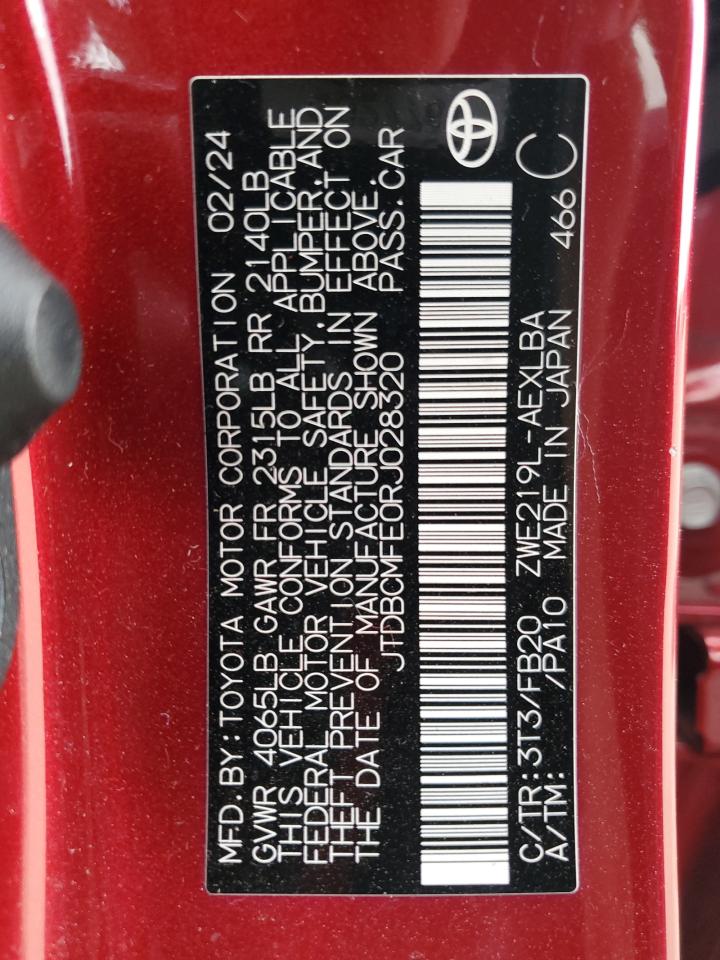 MFD. BY: TOYOTA MOTOR CORPORATION 02/24
GVWR 4065LB GAWR FR 2315LB RR 2140LB
THIS VEHICLE CONFORMS TO ALL APPLICABLE
FEDERAL MOTOR VEHICLE SAFETY, BUMPER, AND
THEFT PREVENTION STANDARDS IN EFFECT ON
THE DATE OF MANUFACTURE SHOWN ABOVE.
JTDBCMFE0RJ028320 PASS. CAR
C/TR: 3T3/FB20 ZWE219L-AEXLBA C
A/TM: /PA10 MADE IN JAPAN 466